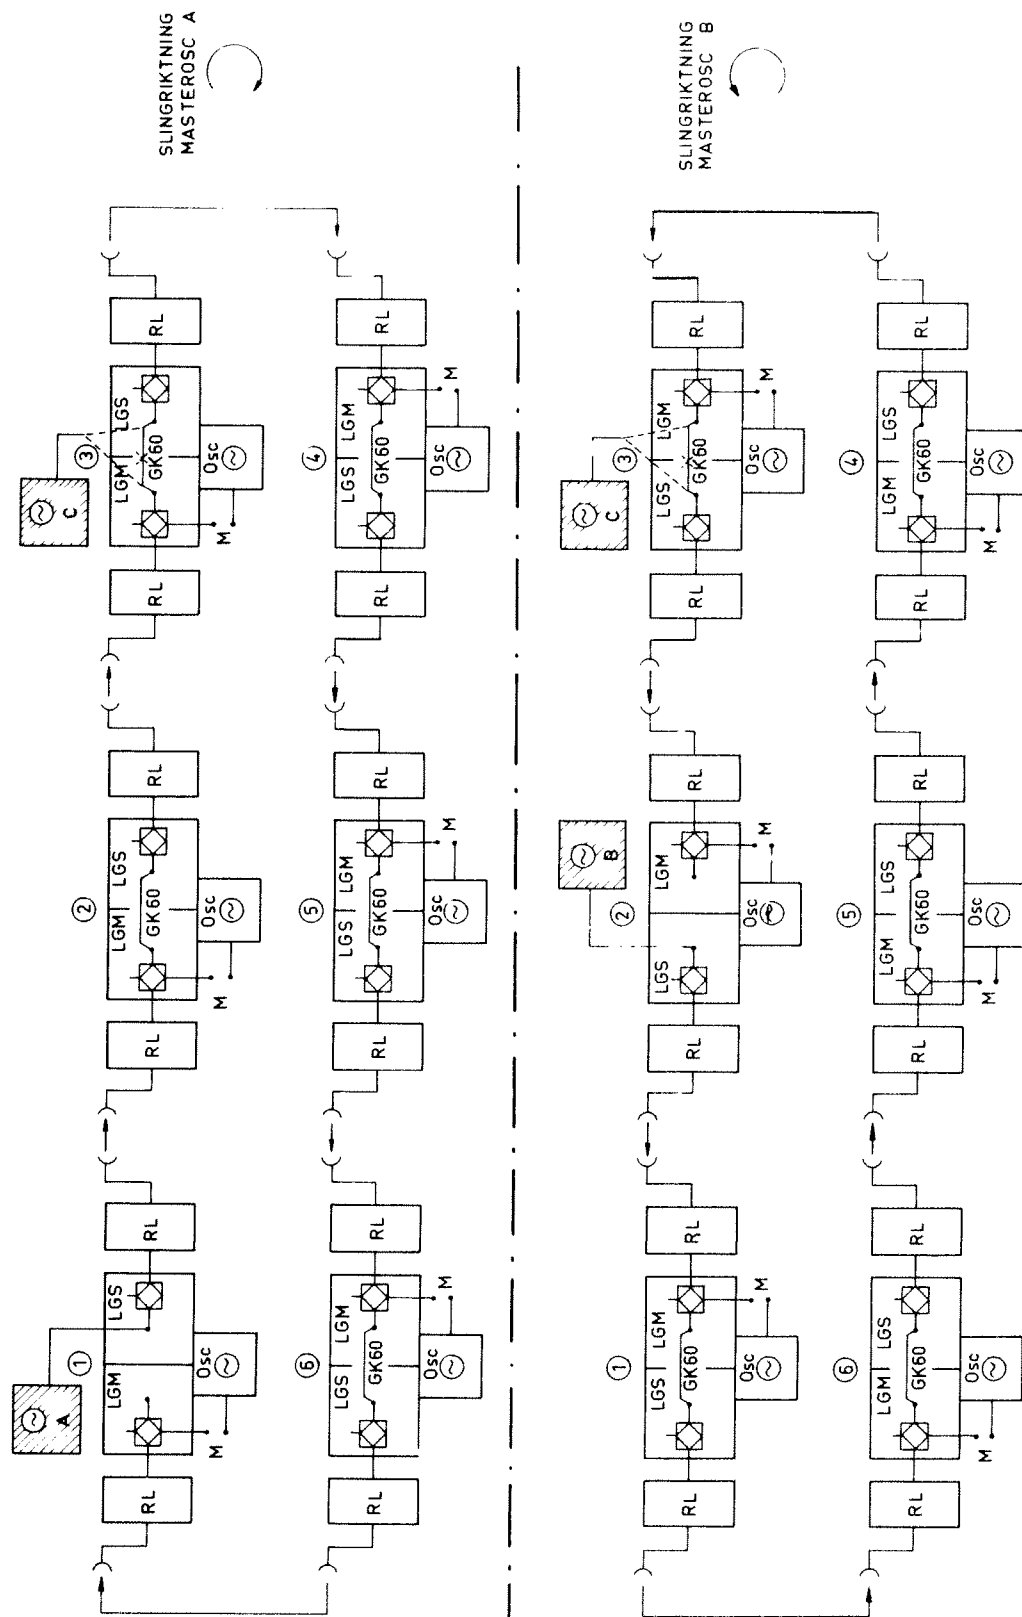 A
C
SLINGRIKTNING
MASTEROSC A
①
②
③
LGM LGS
LGM LGS
LGM LGS
RL
RL
RL
GK60
RL
RL
GK60
RL
M
Osc
M
Osc
M
Osc
⑥
⑤
④
LGS LGM
LGS LGM
LGS LGM
RL
GK60
RL
RL
GK60
RL
RL
GK60
RL
Osc
M
Osc
M
Osc
M
B
C
SLINGRIKTNING
MASTEROSC B
①
②
③
LGS LGM
LGS LGM
LGS LGM
RL
GK60
RL
RL
RL
RL
GK60
RL
Osc
M
Osc
M
Osc
M
⑥
⑤
④
LGM LGS
LGM LGS
LGM LGS
RL
GK60
RL
RL
GK60
RL
RL
GK60
RL
M
Osc
M
Osc
M
Osc